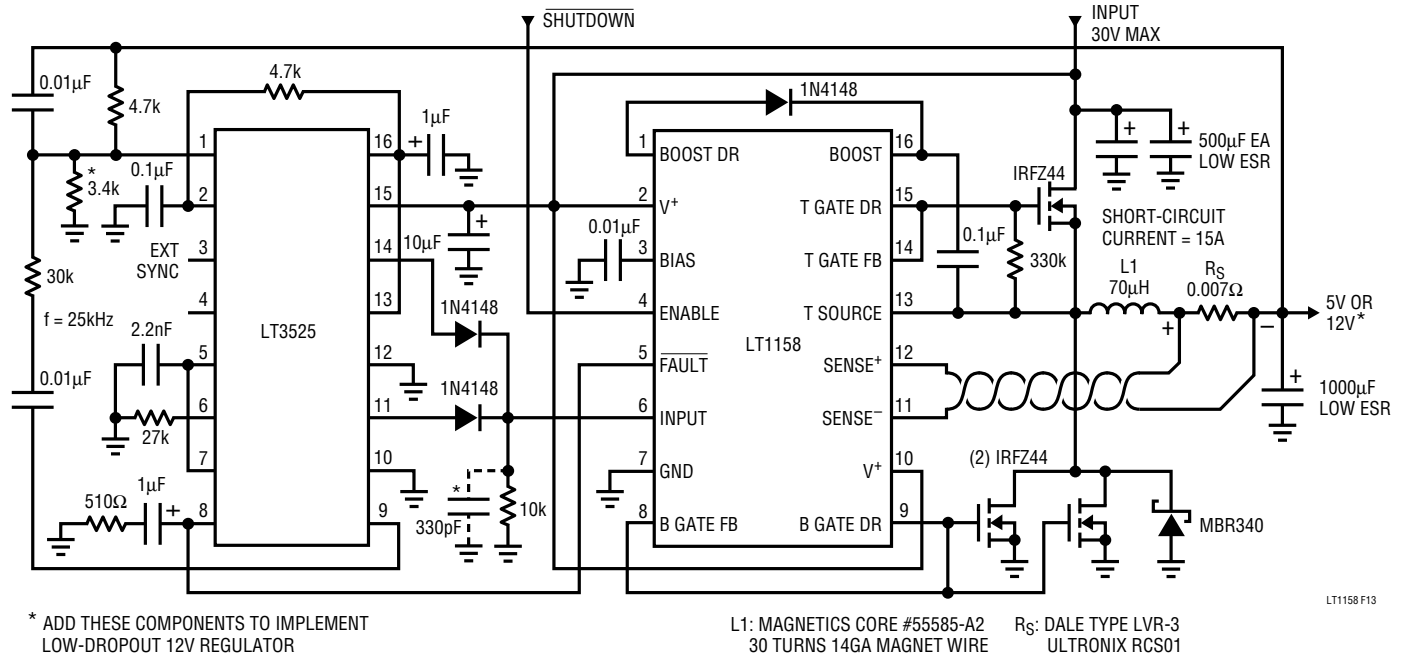 SHUTDOWN
INPUT
30V MAX
0.01µF
4.7k
4.7k
1µF
+
1N4148
+
+
500µF EA
LOW ESR
1
16
1
BOOST DR
BOOST
16
*
3.4k
0.1µF
IRFZ44
2
15
2
V+
T GATE DR
15
SHORT-CIRCUIT
CURRENT = 15A
10µF
+
0.01µF
0.1µF
330k
EXT
SYNC
3
14
3
BIAS
T GATE FB
14
30k
L1
70µH
RS
0.007Ω
4
13
4
ENABLE
T SOURCE
13
5V OR
12V*
+
–
f = 25kHz
1N4148
LT3525
LT1158
2.2nF
5
12
5
FAULT
SENSE+
12
0.01µF
1N4148
+
1000µF
LOW ESR
6
11
6
INPUT
SENSE–
11
27k
7
10
7
GND
V+
10
(2) IRFZ44
510Ω
1µF
+
*
330pF
10k
8
9
8
B GATE FB
B GATE DR
9
MBR340
LT1158 F13
* ADD THESE COMPONENTS TO IMPLEMENT
LOW-DROPOUT 12V REGULATOR
L1: MAGNETICS CORE #55585-A2
30 TURNS 14GA MAGNET WIRE
RS: DALE TYPE LVR-3
ULTRONIX RCS01